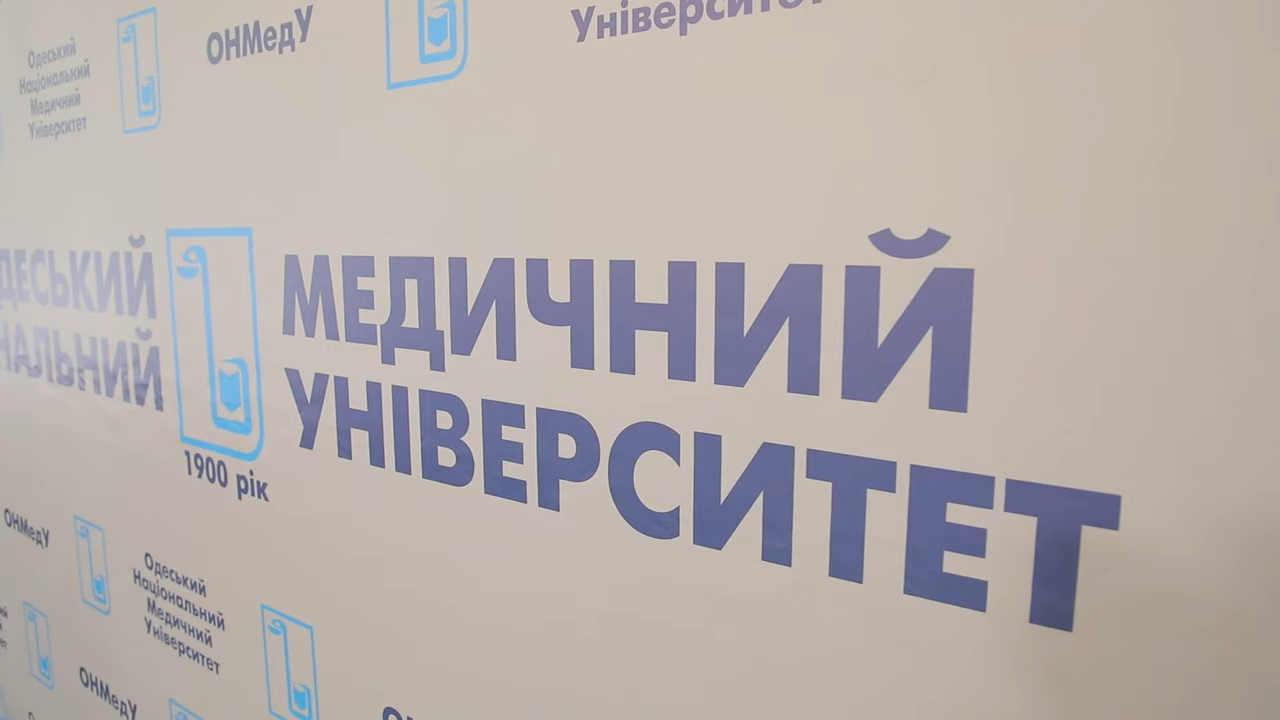 Одеський
Національний
Медичний
Університет
ОНМедУ
Університет
ДЕСЬКИЙ
НАЛЬНИЙ
1900 рік
МЕДИЧНИЙ
УНІВЕРСИТЕТ
ОНМедУ
Одеський
Національний
Медичний
Університет
ОНМедУ